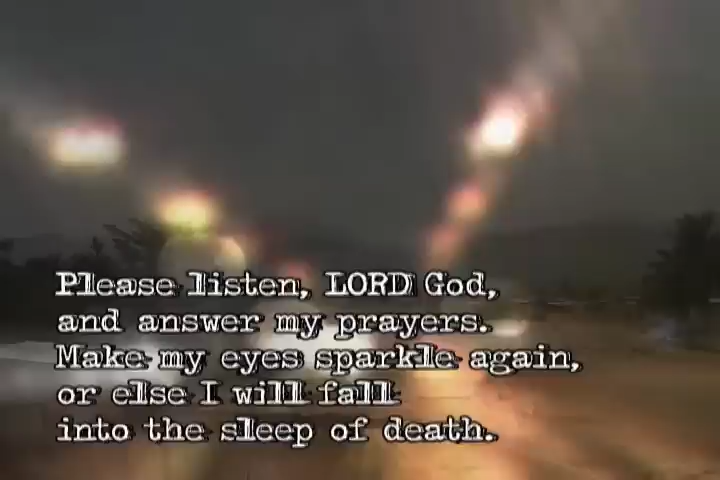 Please listen, LORD God,
and answer my prayers.
Make my eyes sparkle again,
or else I will fall
into the sleep of death.